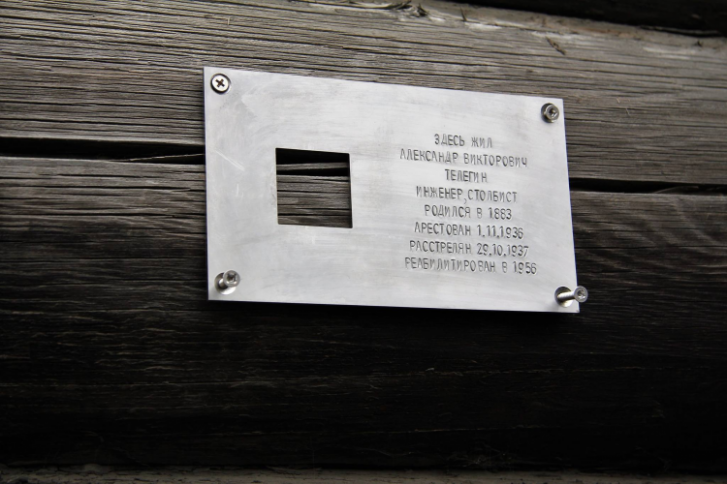 ЗДЕСЬ ЖИЛ
АЛЕКСАНДР ВИКТОРОВИЧ
ТЕЛЕГИН
ИНЖЕНЕР, СТОЛБИСТ
РОДИЛСЯ В 1883
АРЕСТОВАН 1.11.1936
РАССТРЕЛЯН 29.10.1937
РЕАБИЛИТИРОВАН В 1956